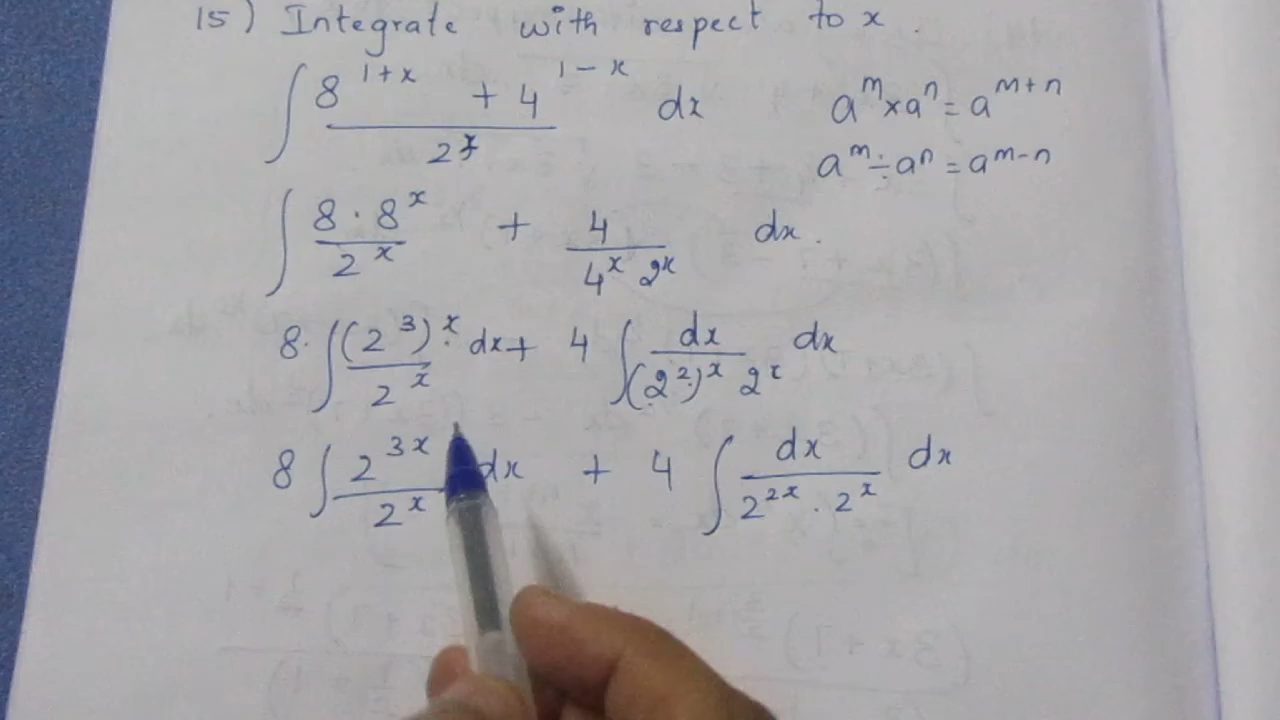 15) Integrate with respect to x.
∫ (8^(1+x) + 4^(1-x)) / 2^x dx
a^m × a^n = a^(m+n)
a^m ÷ a^n = a^(m-n)
∫ (8 · 8^x) / 2^x + 4 / (4^x 2^x) dx.
8. ∫ (2^3)^x / 2^x dx + 4 ∫ dx / ((2^2)^x 2^x) dx
8 ∫ 2^(3x) / 2^x dx + 4 ∫ dx / (2^(2x) . 2^x) dx